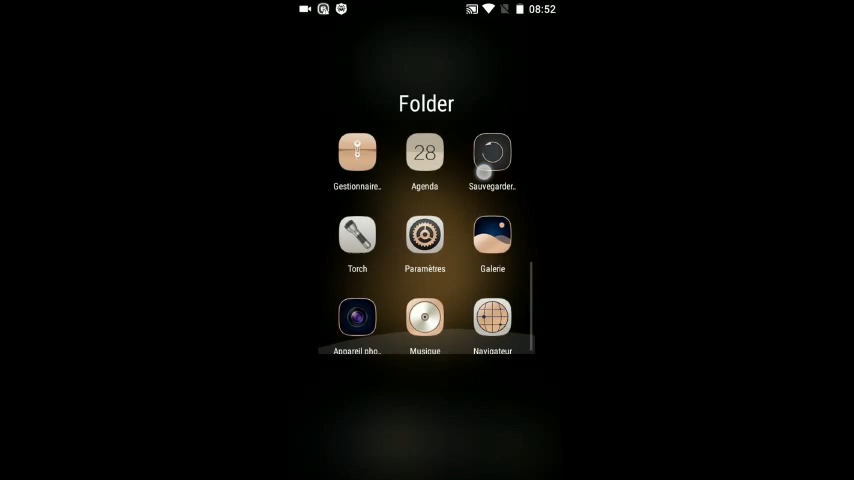 08:52
Folder
28
Gestionnaire..
Agenda
Sauvegarder..
Torch
Paramètres
Galerie
Appareil pho..
Musique
Navigateur